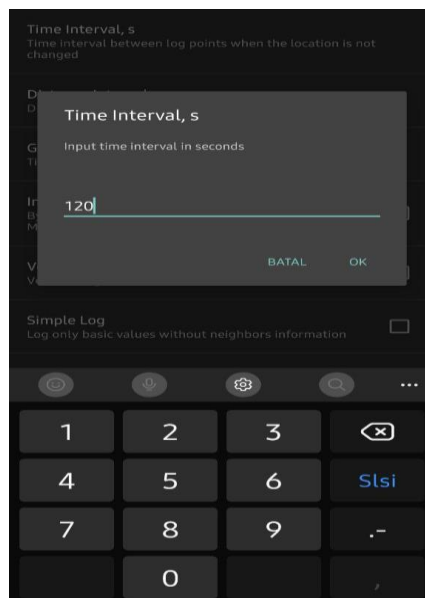 Time Interval, s
Time interval between log points when the location is not
changed
D
D
Time Interval, s
G
Input time interval in seconds
Ti
In
120
B
M
BATAL OK
V
V
Simple Log
Log only basic values without neighbors information
1 2 3
4 5 6 Slsi
7 8 9 .-
0 ,